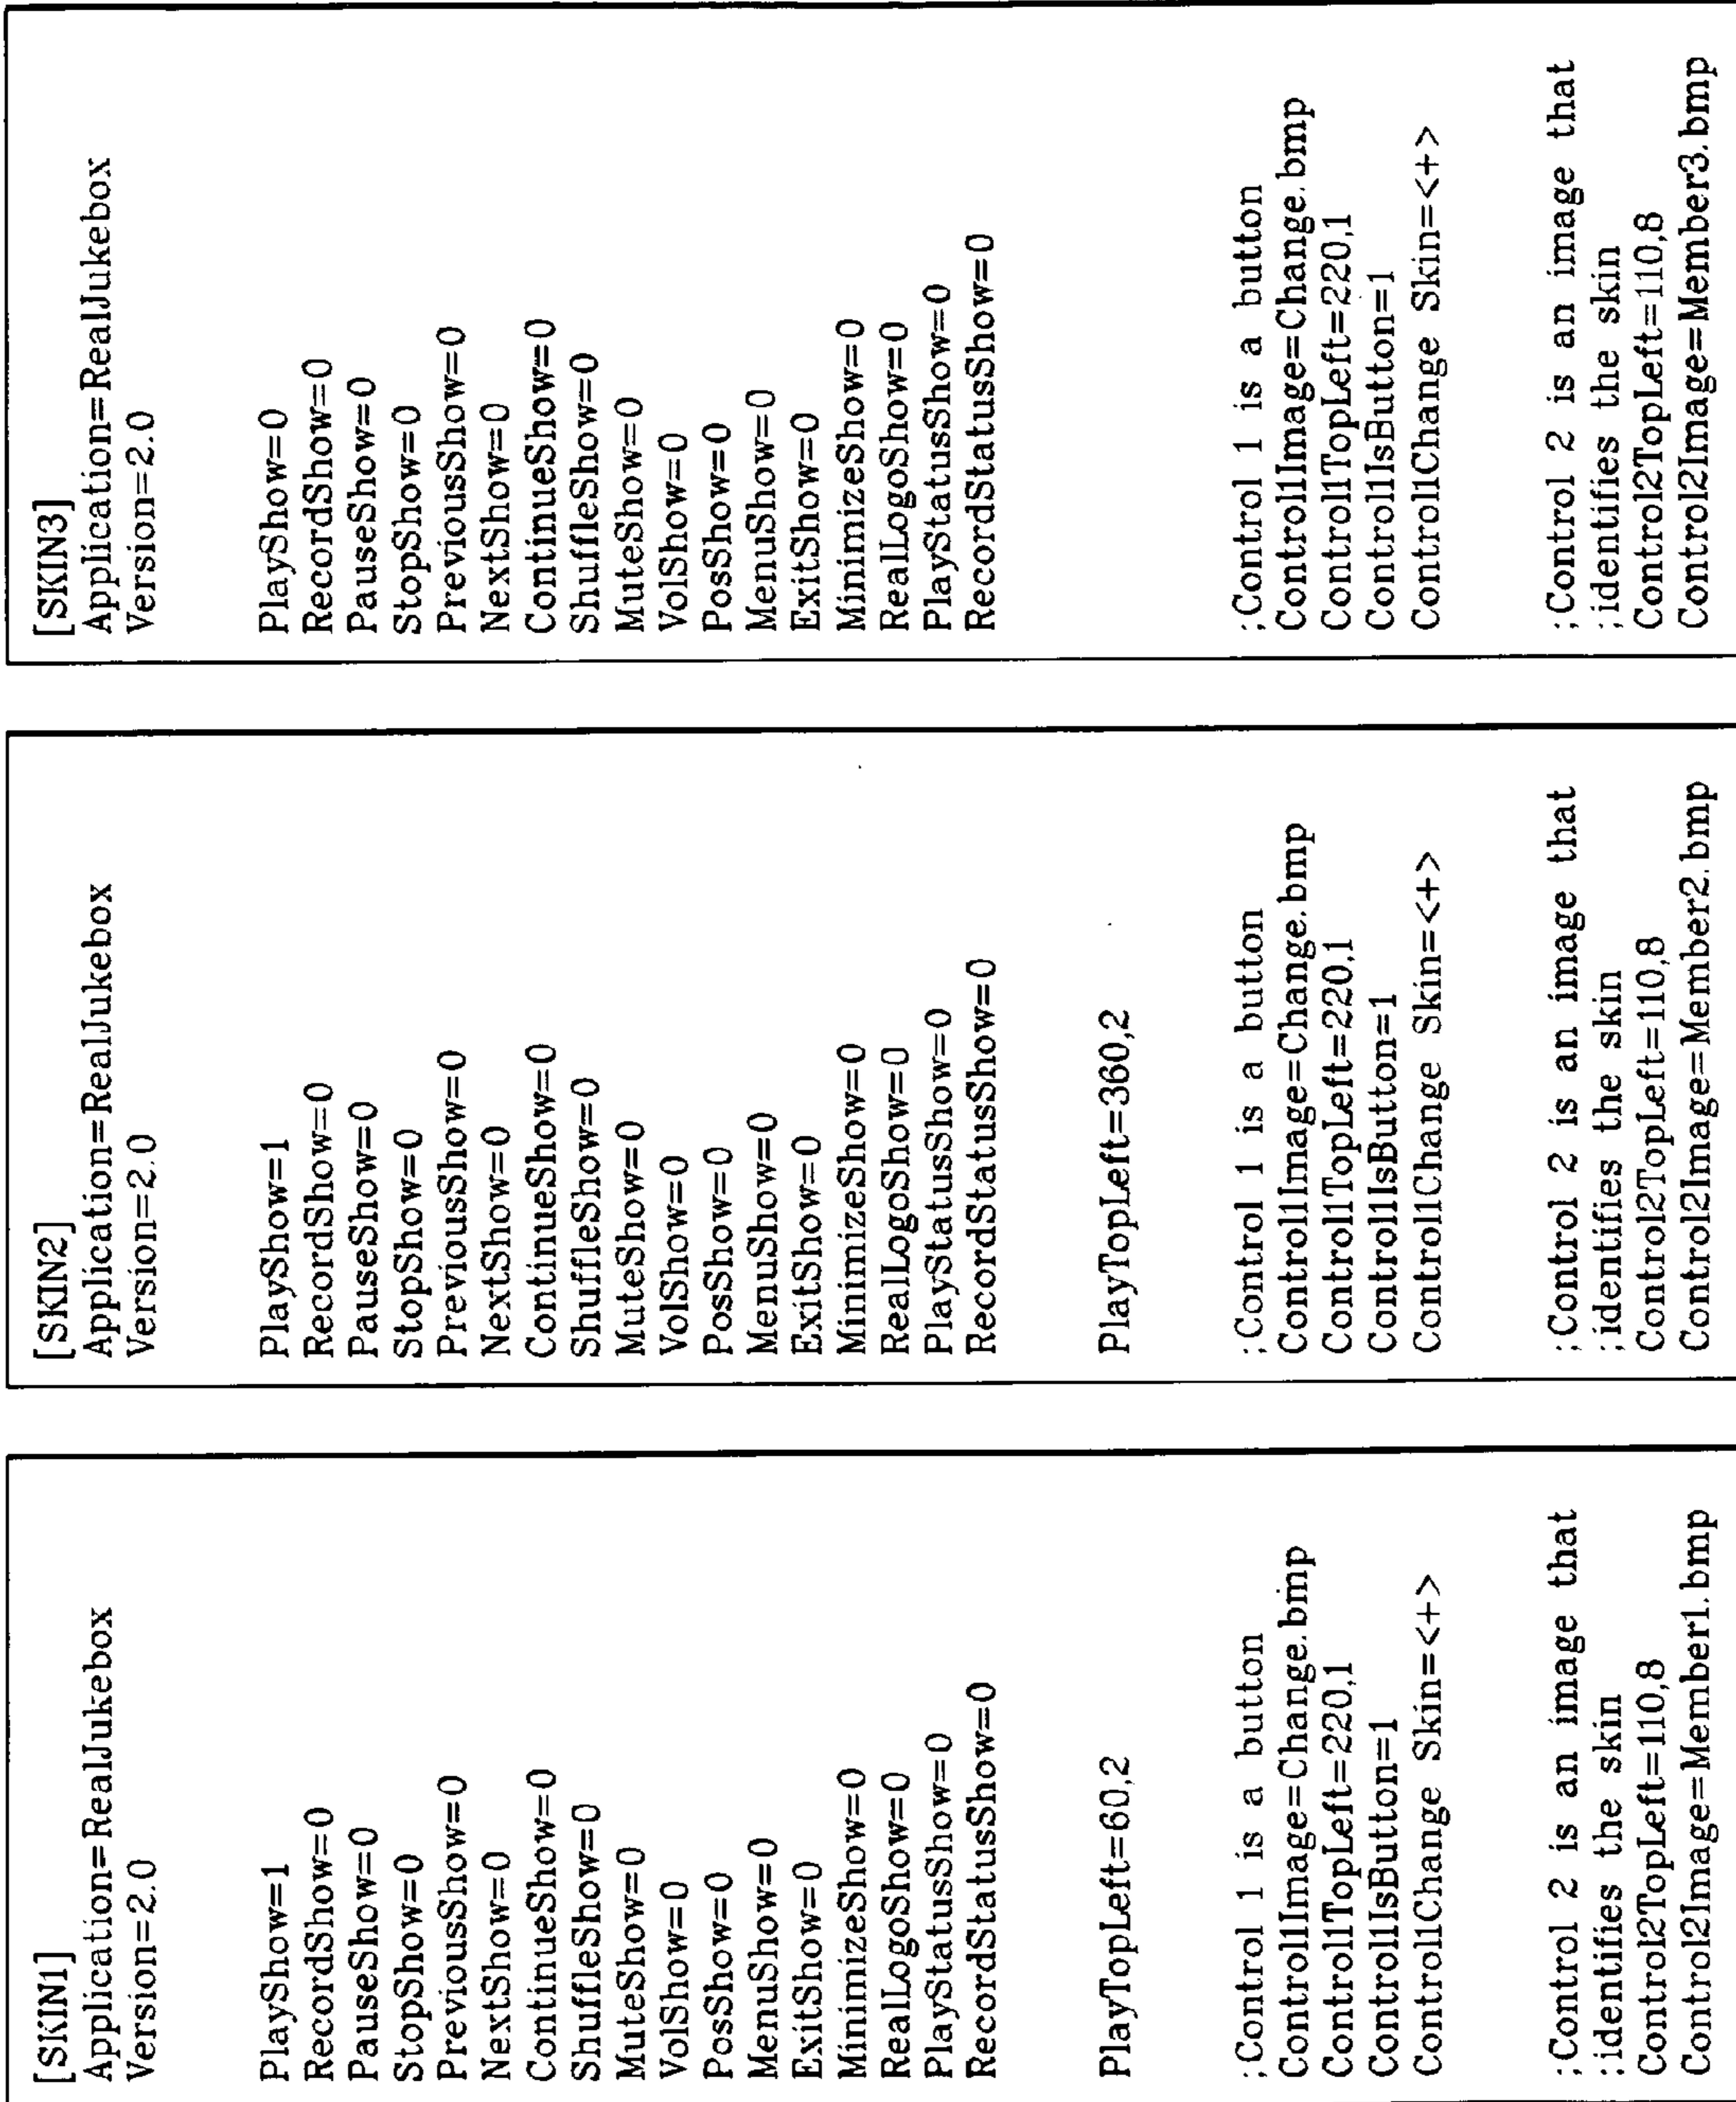 [SKIN1]
Application=RealJukebox
Version=2.0
PlayShow=1
RecordShow=0
PauseShow=0
StopShow=0
PreviousShow=0
NextShow=0
ContinueShow=0
ShuffleShow=0
MuteShow=0
VolShow=0
PosShow=0
MenuShow=0
ExitShow=0
MinimizeShow=0
RealLogoShow=0
PlayStatusShow=0
RecordStatusShow=0
PlayTopLeft=60,2
;Control 1 is a button
Control1Image=Change.bmp
Control1TopLeft=220,1
Control1IsButton=1
Control1Change Skin=<+>
;Control 2 is an image that
;identifies the skin
Control2TopLeft=110,8
Control2Image=Member1.bmp
[SKIN2]
Application=RealJukebox
Version=2.0
PlayShow=1
RecordShow=0
PauseShow=0
StopShow=0
PreviousShow=0
NextShow=0
ContinueShow=0
ShuffleShow=0
MuteShow=0
VolShow=0
PosShow=0
MenuShow=0
ExitShow=0
MinimizeShow=0
RealLogoShow=0
PlayStatusShow=0
RecordStatusShow=0
PlayTopLeft=360,2
;Control 1 is a button
Control1Image=Change.bmp
Control1TopLeft=220,1
Control1IsButton=1
Control1Change Skin=<+>
;Control 2 is an image that
;identifies the skin
Control2TopLeft=110,8
Control2Image=Member2.bmp
[SKIN3]
Application=RealJukebox
Version=2.0
PlayShow=0
RecordShow=0
PauseShow=0
StopShow=0
PreviousShow=0
NextShow=0
ContinueShow=0
ShuffleShow=0
MuteShow=0
VolShow=0
PosShow=0
MenuShow=0
ExitShow=0
MinimizeShow=0
RealLogoShow=0
PlayStatusShow=0
RecordStatusShow=0
;Control 1 is a button
Control1Image=Change.bmp
Control1TopLeft=220,1
Control1IsButton=1
Control1Change Skin=<+>
;Control 2 is an image that
;identifies the skin
Control2TopLeft=110,8
Control2Image=Member3.bmp